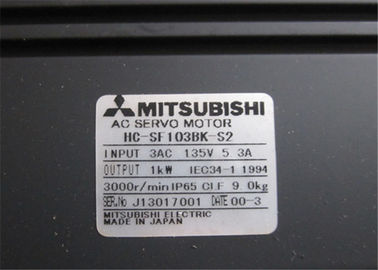 MITSUBISHI
AC SERVO MOTOR
HC-SF103BK-S2
INPUT 3AC 135V 5.3A
OUTPUT 1kW IEC34-1 1994
3000r/min IP65 Cl.F 9.0kg
SER.No J13017001 DATE 00-3
MITSUBISHI ELECTRIC
MADE IN JAPAN